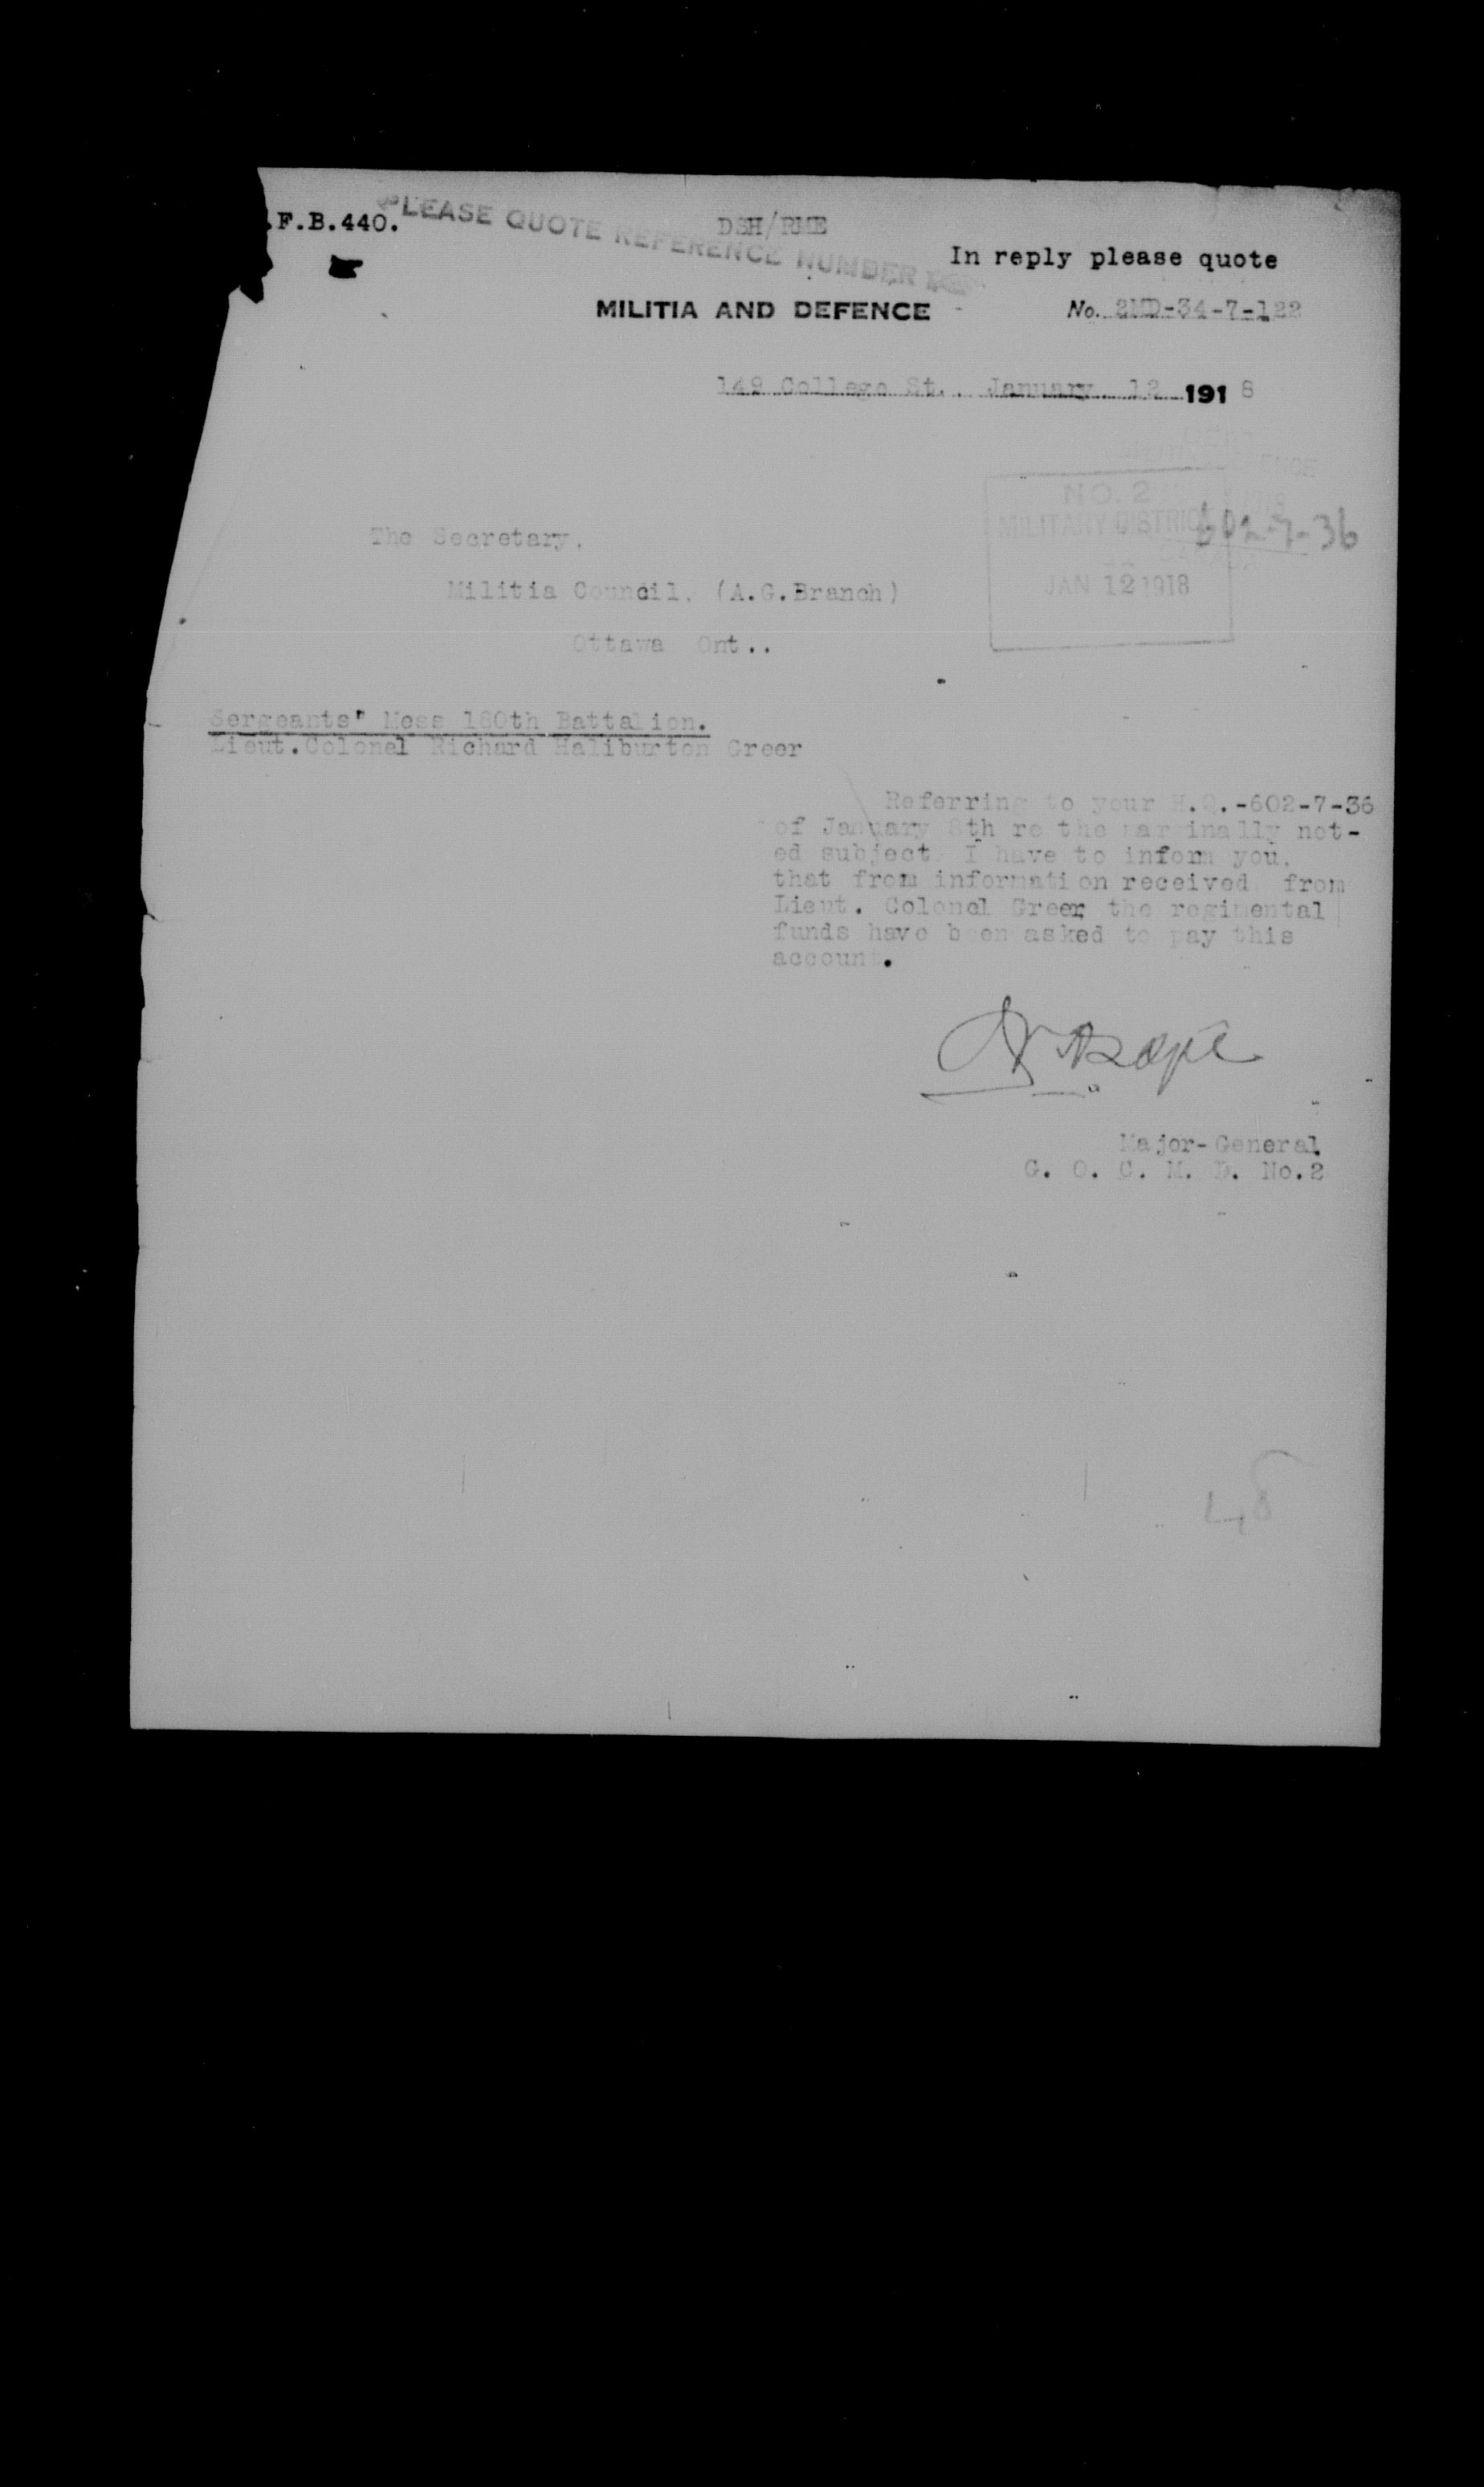 .F.B.440.
PLEASE QUOTE REFERENCE NUMBER
DSH/RME
In reply please quote
MILITIA AND DEFENCE
No. 2MD-34-7-122
149 College St., January 12 1918
NO. 2
MILITARY DISTRICT
602-7-36
JAN 12 1918
The Secretary,
Militia Council, (A.G.Branch)
Ottawa Ont..
Sergeants" Mess 180th Battalion.
Lieut.Colonel Richard Haliburton Greer
Referring to your H.Q.-602-7-36
of January 8th re the marginally not-
ed subject I have to inform you,
that from information received from
Lieut. Colonel Greer, the regimental
funds have been asked to pay this
account.
Major-General
G. O. C. M. D. No.2
48